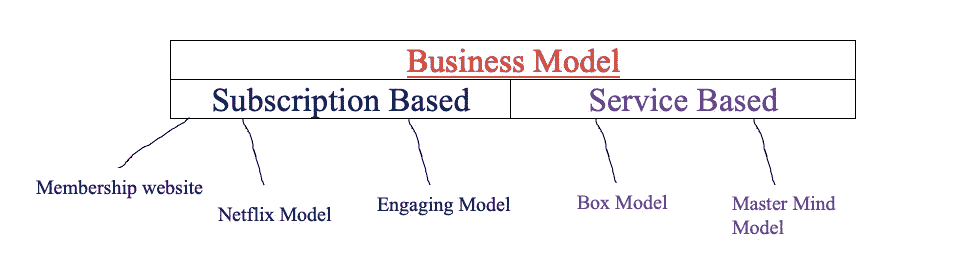 Business Model
Subscription Based
Service Based
Membership website
Netflix Model
Engaging Model
Box Model
Master Mind
Model